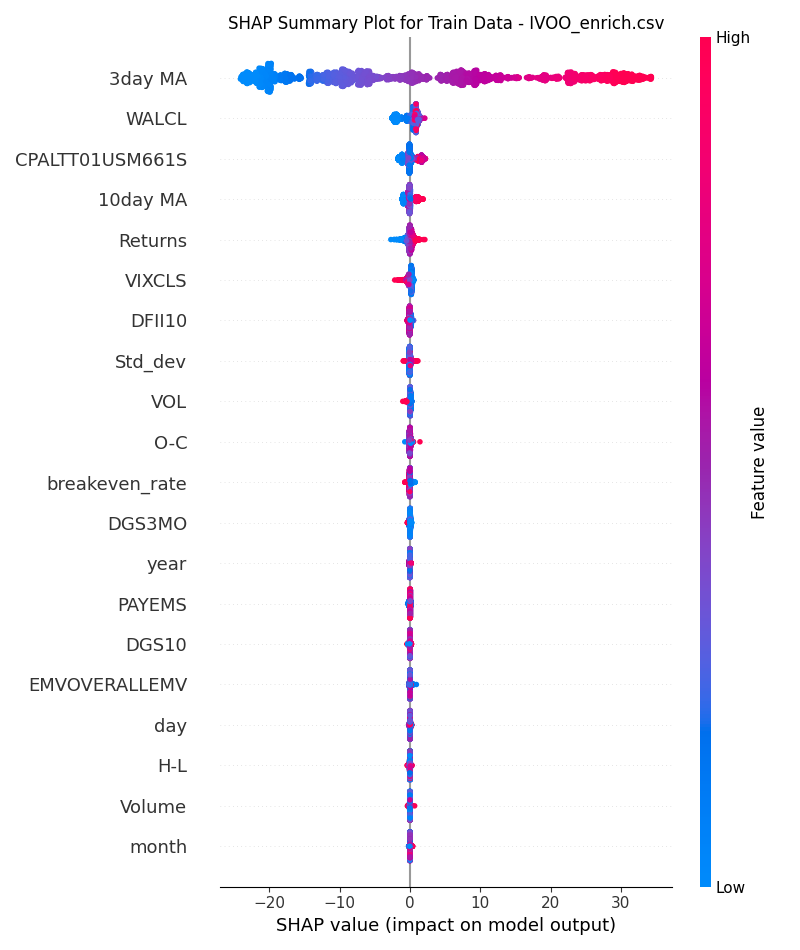 SHAP Summary Plot for Train Data - IVOO_enrich.csv
High
3day MA
WALCL
CPALTT01USM661S
10day MA
Returns
VIXCLS
DFII10
Std_dev
VOL
O-C
breakeven_rate
DGS3MO
year
PAYEMS
DGS10
EMVOVERALLEMV
day
H-L
Volume
month
Feature value
Low
−20
−10
0
10
20
30
SHAP value (impact on model output)